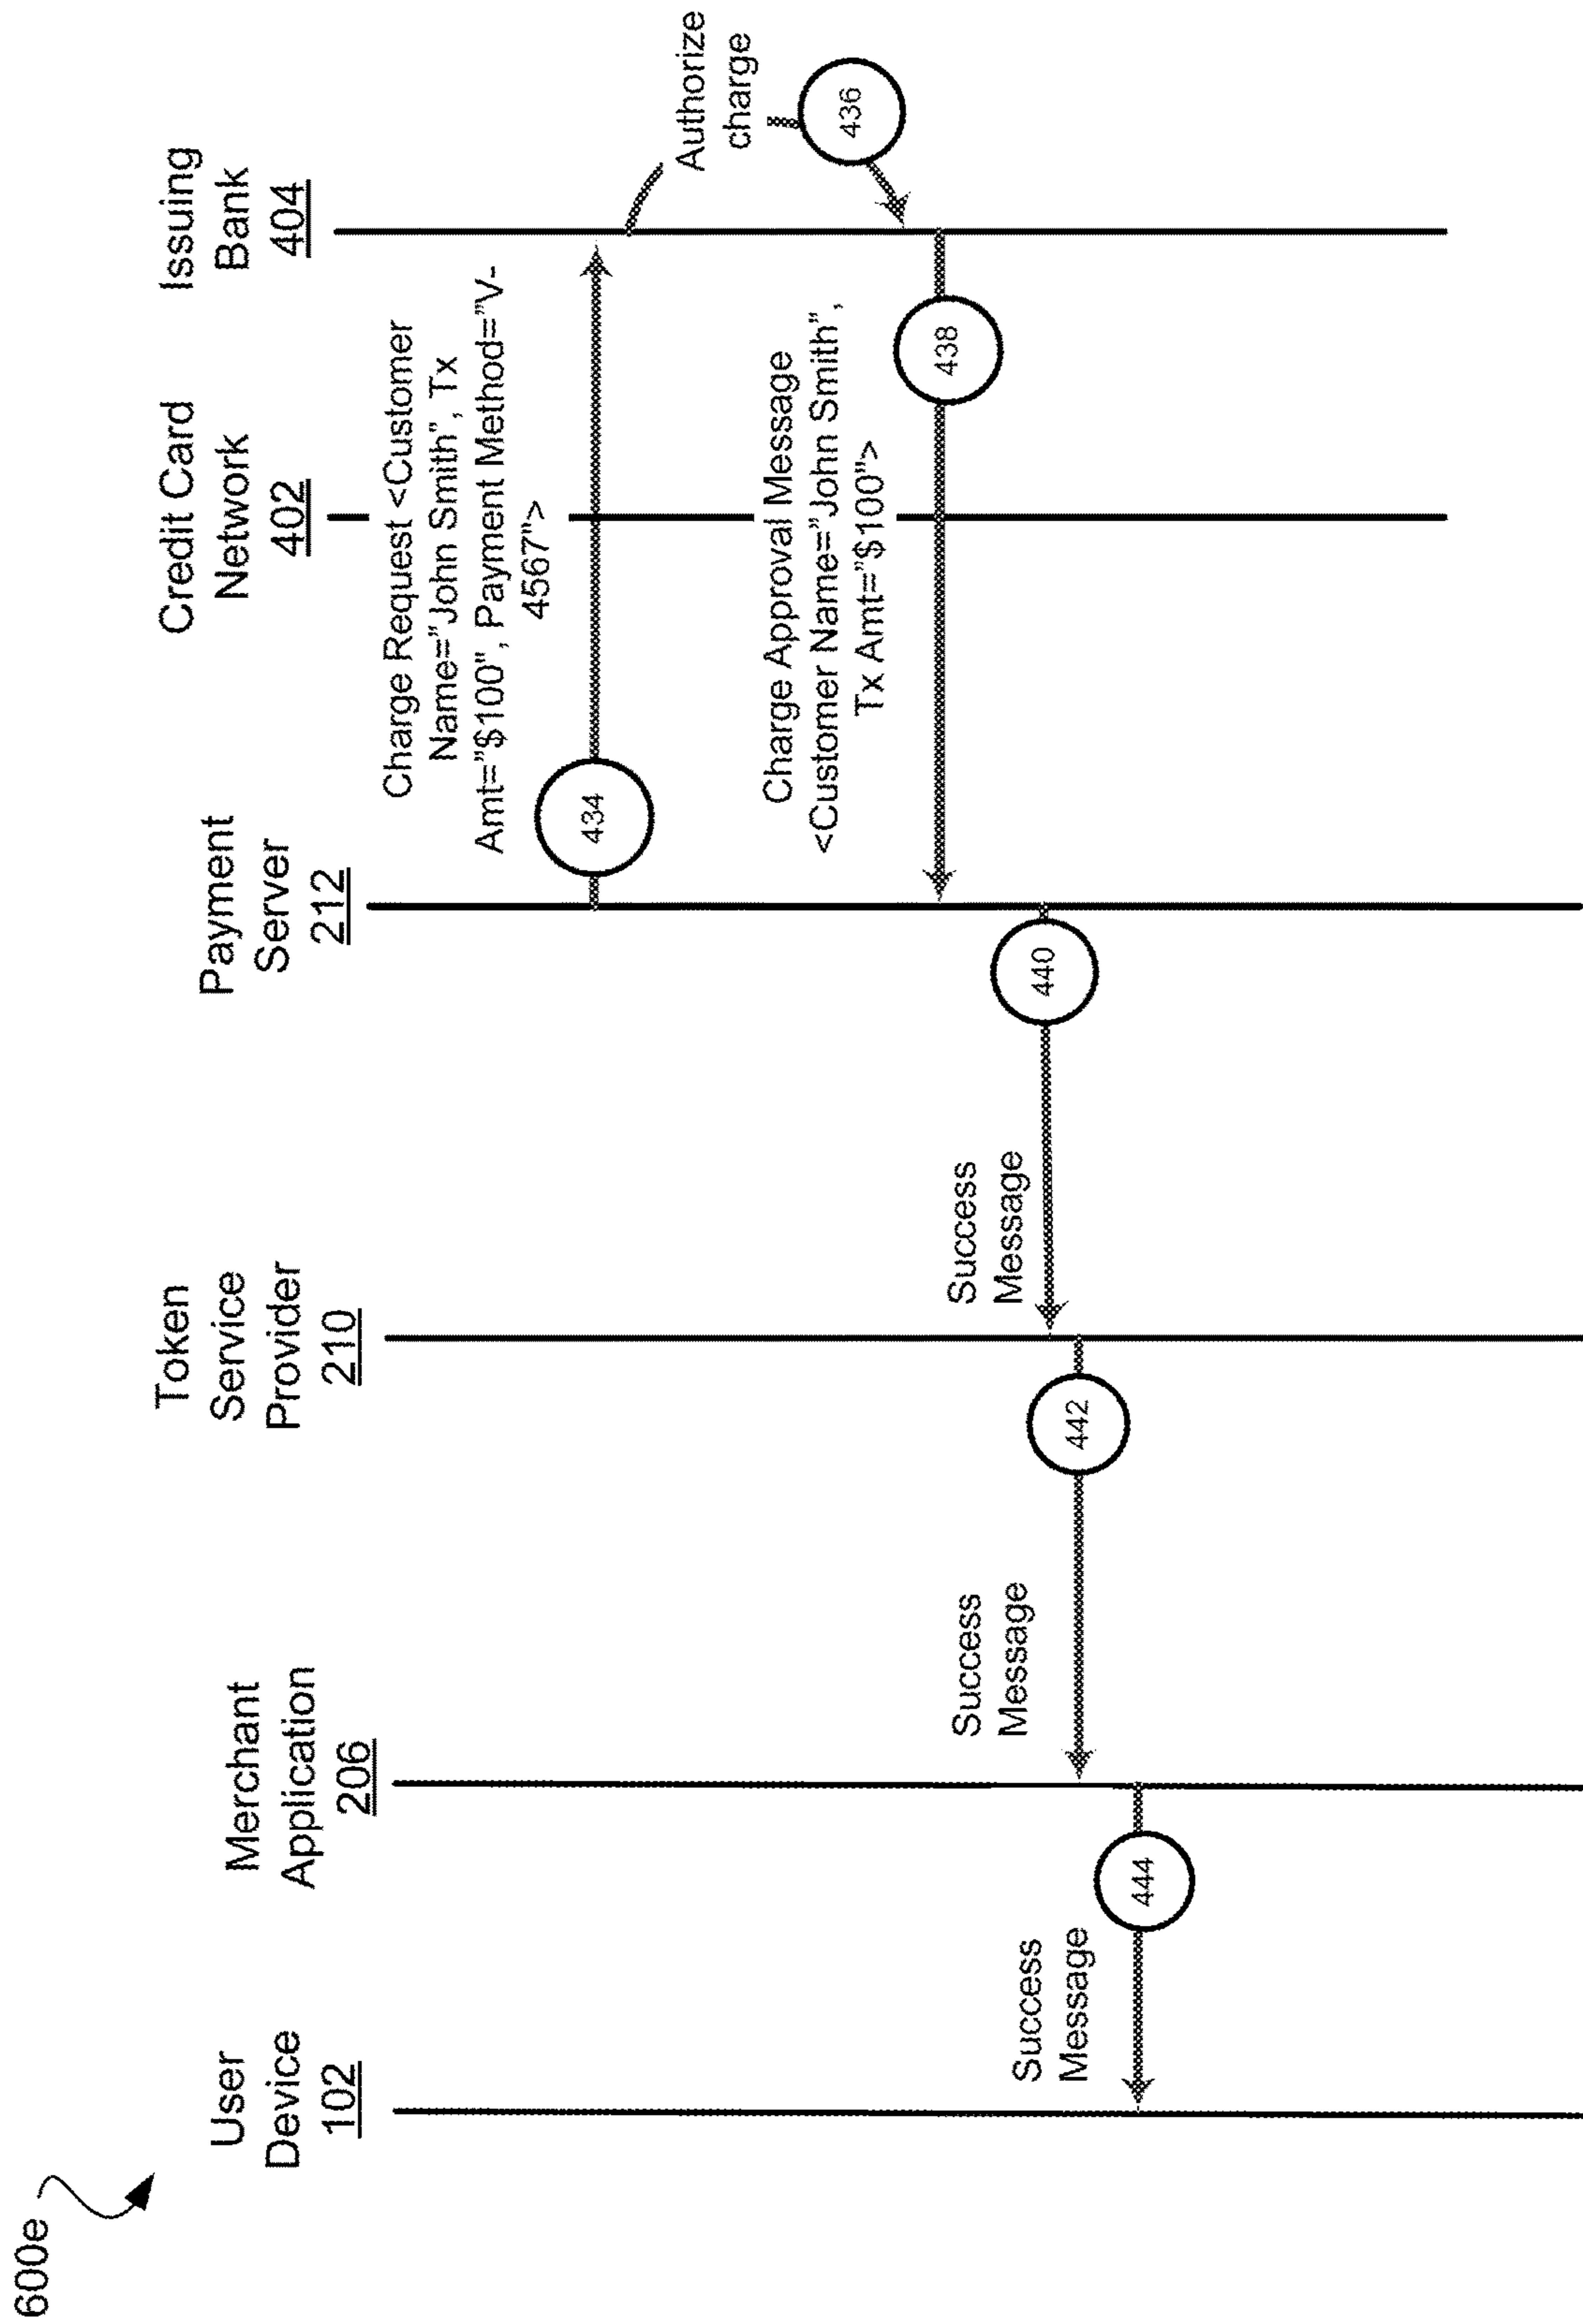 600e
User
Device
102
Merchant
Application
206
Token
Service
Provider
210
Payment
Server
212
Credit Card
Network
402
Issuing
Bank
404
Charge Request <Customer
Name="John Smith", Tx
Amt="$100", Payment Method="V-
4567">
434
Authorize
charge
436
Charge Approval Message
<Customer Name="John Smith",
Tx Amt="$100">
438
Success
Message
440
Success
Message
442
Success
Message
444